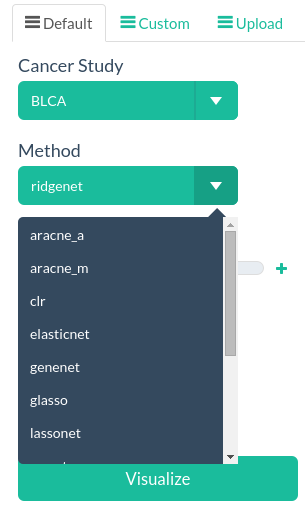 Default Custom Upload
Cancer Study
BLCA
Method
ridgenet
aracne_a
aracne_m
clr
elasticnet
genenet
glasso
lassonet
Visualize